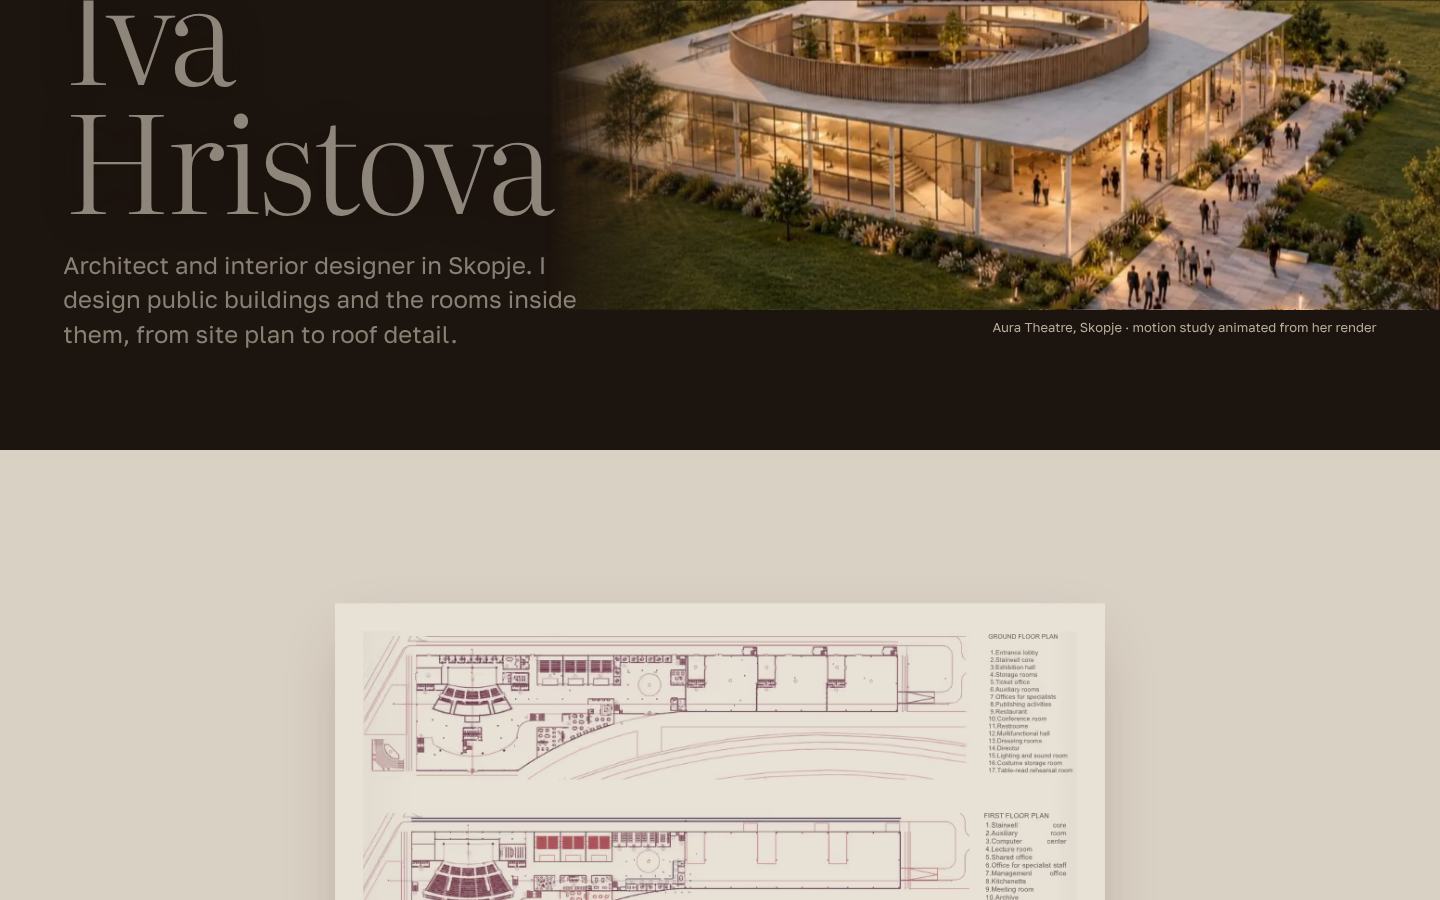 Iva
Hristova
Architect and interior designer in Skopje. I
design public buildings and the rooms inside
them, from site plan to roof detail.
Aura Theatre, Skopje · motion study animated from her render
GROUND FLOOR PLAN
1.Entrance lobby
2.Stairwell core
3.Exhibition hall
4.Storage rooms
5.Ticket office
6.Auxiliary rooms
7.Offices for specialists
8.Publishing activities
9.Restaurant
10.Conference room
11.Restrooms
12.Multifunctional hall
13.Dressing rooms
14.Director
15.Lighting and sound room
16.Costume storage room
17.Table-read rehearsal room
FIRST FLOOR PLAN
1.Stairwell core
2.Auxiliary room
3.Computer center
4.Lecture room
5.Shared office
6.Office for specialist staff
7.Management office
8.Kitchenette
9.Meeting room
10.Archive